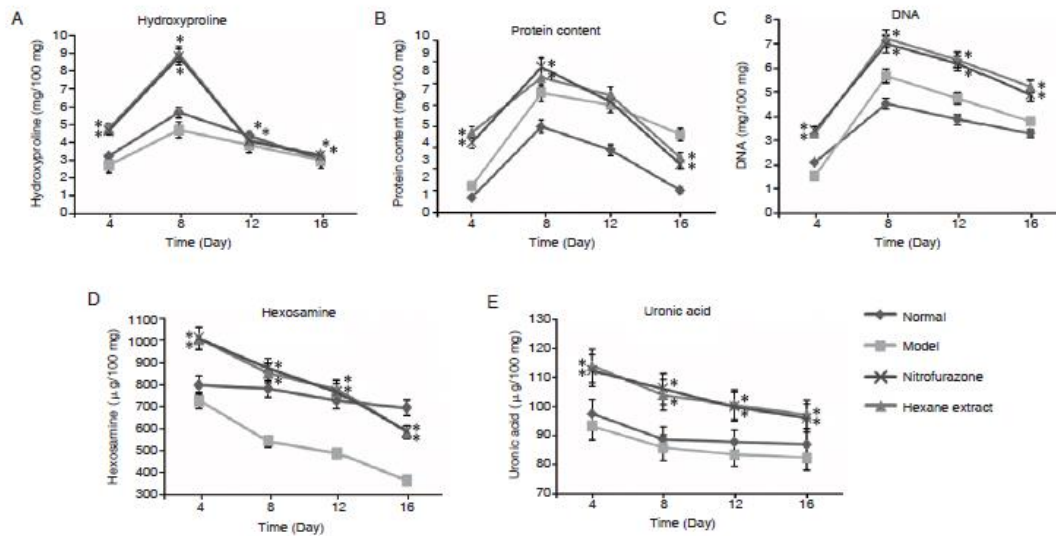 A
Hydroxyproline
Hydroxyproline (mg/100 mg)
10
9
8
7
6
5
4
3
2
1
0
4 8 12 16
Time (Day)
B
Protein content
Protein content (mg/100 mg)
10
9
8
7
6
5
4
3
2
1
0
4 8 12 16
Time (Day)
C
DNA
DNA (mg/100 mg)
8
7
6
5
4
3
2
1
0
4 8 12 16
Time (Day)
D
Hexosamine
Hexosamine (μ g/100 mg)
1100
1000
900
800
700
600
500
400
300
4 8 12 16
Time (Day)
E
Uronic acid
Uronic acid (μ g/100 mg)
130
120
110
100
90
80
70
4 8 12 16
Time (Day)
Normal
Model
Nitrofurazone
Hexane extract